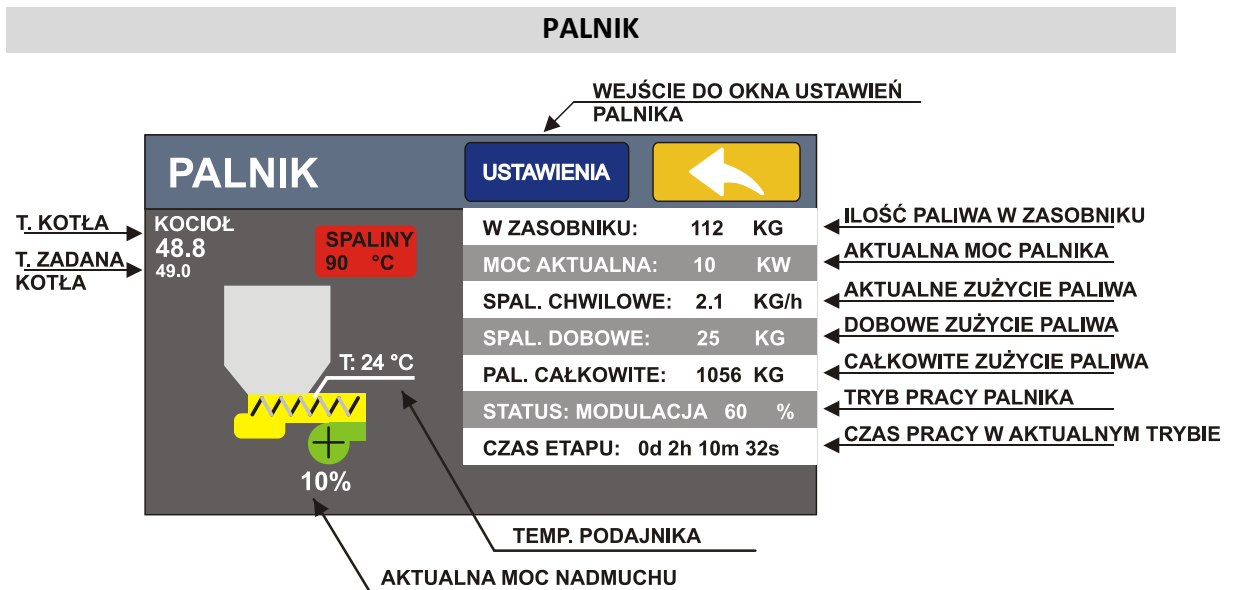 PALNIK
WEJŚCIE DO OKNA USTAWIEŃ
PALNIKA
PALNIK
USTAWIENIA
T. KOTŁA
T. ZADANA
KOTŁA
KOCIOŁ
48.8
49.0
SPALINY
90 °C
T: 24 °C
10%
W ZASOBNIKU: 112 KG
MOC AKTUALNA: 10 KW
SPAL. CHWILOWE: 2.1 KG/h
SPAL. DOBOWE: 25 KG
PAL. CAŁKOWITE: 1056 KG
STATUS: MODULACJA 60 %
CZAS ETAPU: 0d 2h 10m 32s
ILOŚĆ PALIWA W ZASOBNIKU
AKTUALNA MOC PALNIKA
AKTUALNE ZUŻYCIE PALIWA
DOBOWE ZUŻYCIE PALIWA
CAŁKOWITE ZUŻYCIE PALIWA
TRYB PRACY PALNIKA
CZAS PRACY W AKTUALNYM TRYBIE
TEMP. PODAJNIKA
AKTUALNA MOC NADMUCHU